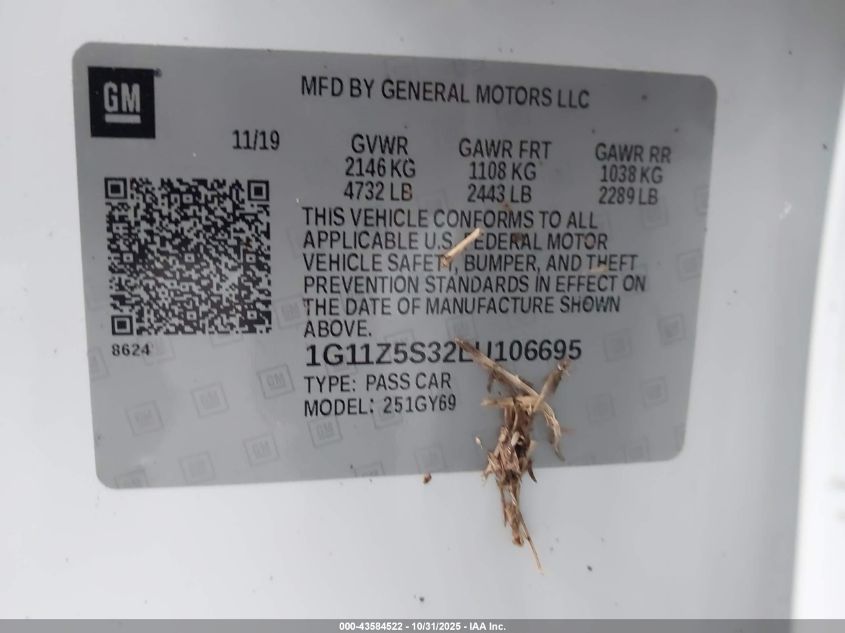 GM
MFD BY GENERAL MOTORS LLC
11/19
GVWR GAWR FRT GAWR RR
2146 KG 1108 KG 1038 KG
4732 LB 2443 LB 2289 LB
THIS VEHICLE CONFORMS TO ALL
APPLICABLE U.S. FEDERAL MOTOR
VEHICLE SAFETY, BUMPER, AND THEFT
PREVENTION STANDARDS IN EFFECT ON
THE DATE OF MANUFACTURE SHOWN
ABOVE.
8624
1G11Z5S32LU106695
TYPE: PASS CAR
MODEL: 251GY69
000-43584522 - 10/31/2025 - IAA Inc.